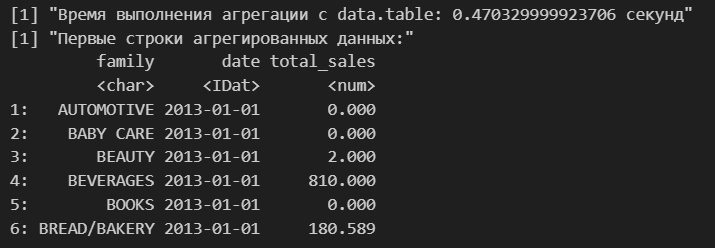 [1] "Время выполнения агрегации с data.table: 0.470329999923706 секунд"
[1] "Первые строки агрегированных данных:"
family date total_sales
<char> <IDat> <num>
1: AUTOMOTIVE 2013-01-01 0.000
2: BABY CARE 2013-01-01 0.000
3: BEAUTY 2013-01-01 2.000
4: BEVERAGES 2013-01-01 810.000
5: BOOKS 2013-01-01 0.000
6: BREAD/BAKERY 2013-01-01 180.589